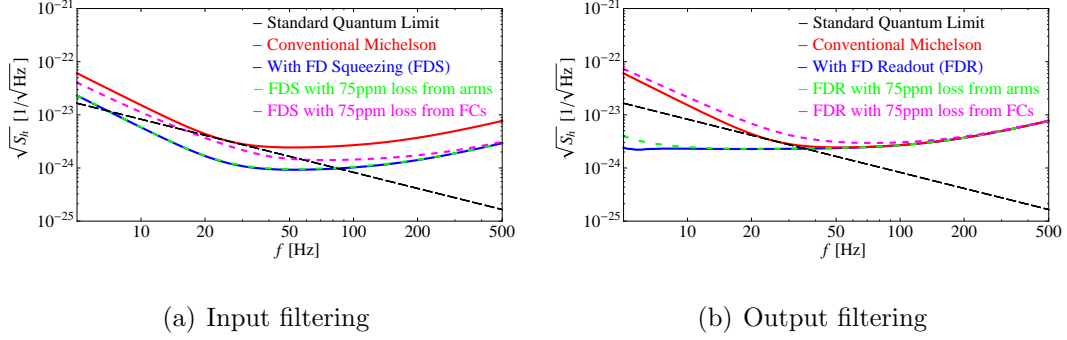 10⁻²¹
10⁻²²
10⁻²³
10⁻²⁴
10⁻²⁵
√S_h [1/√Hz]
– Standard Quantum Limit
– Conventional Michelson
– With FD Squeezing (FDS)
– FDS with 75ppm loss from arms
– FDS with 75ppm loss from FCs
10 20 50 100 200 500
f [Hz]
(a) Input filtering
10⁻²¹
10⁻²²
10⁻²³
10⁻²⁴
10⁻²⁵
√S_h [1/√Hz]
– Standard Quantum Limit
– Conventional Michelson
– With FD Readout (FDR)
– FDR with 75ppm loss from arms
– FDR with 75ppm loss from FCs
10 20 50 100 200 500
f [Hz]
(b) Output filtering